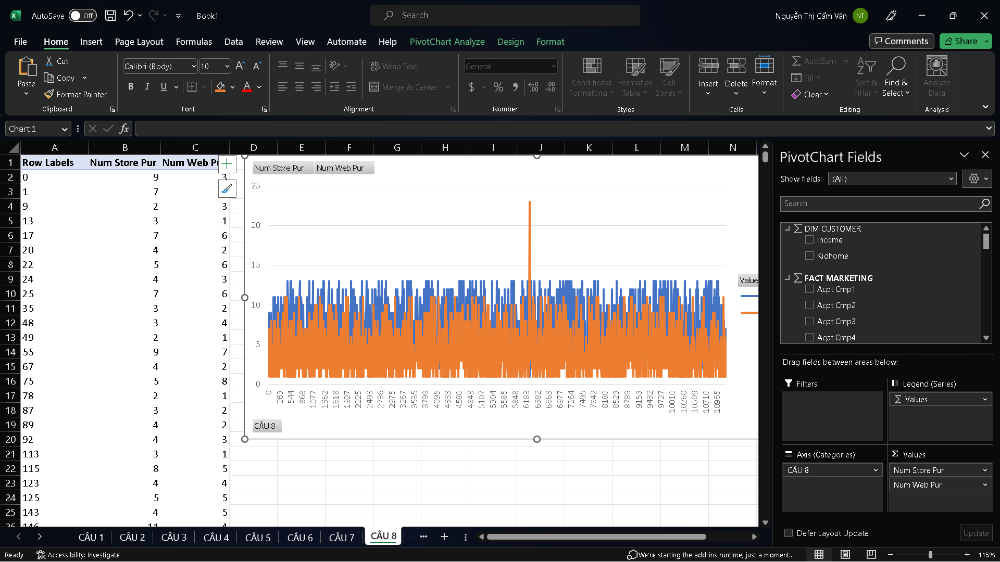 AutoSave Off Book1 Search Nguyễn Thị Cẩm Vân NT
File Home Insert Page Layout Formulas Data Review View Automate Help PivotChart Analyze Design Format Comments Share
Paste Cut Copy Format Painter Clipboard
Calibri (Body) 10 B I U A Font
Wrap Text Merge & Center Alignment
General $ % Number
Conditional Formatting Format as Table Cell Styles Styles
Insert Delete Format Cells
AutoSum Fill Clear Sort & Filter Find & Select Editing
Analyze Data Analysis
Chart 1 fx
A B C D E F G H I J K L M N
1 Row Labels Num Store Pur Num Web Pu
2 0 9 3
3 1 7
4 9 2 3
5 13 3 1
6 17 7 6
7 20 4 2
8 22 5 6
9 24 4 3
10 25 7 6
11 35 3 2
12 48 3 4
13 49 2 1
14 55 9 7
15 67 4 2
16 75 5 8
17 78 2 1
18 87 3 2
19 89 4 2
20 92 4 3
21 113 3 1
22 115 8 5
23 123 4 4
24 125 5 5
25 143 4 5
26 146 11 4
Num Store Pur Num Web Pur
25
20
15
10
5
0
Value
0 263 544 868 1077 1362 1618 1927 2225 2493 2736 2975 3267 3535 3799 4095 4333 4580 4843 5107 5304 5585 5848 6183 6382 6663 6977 7264 7495 7842 8180 8523 8789 9153 9432 9727 10010 10260 10509 10710 10965
CÂU 8
PivotChart Fields
Show fields: (All)
Search
DIM CUSTOMER
Income
Kidhome
FACT MARKETING
Acpt Cmp1
Acpt Cmp2
Acpt Cmp3
Acpt Cmp4
Drag fields between areas below:
Filters Legend (Series)
Values
Axis (Categories) Values
CÂU 8 Num Store Pur
Num Web Pur
Defer Layout Update Update
CÂU 1 CÂU 2 CÂU 3 CÂU 4 CÂU 5 CÂU 6 CÂU 7 CÂU 8
Ready Accessibility: Investigate We're starting the add-ins runtime, just a moment... 115%